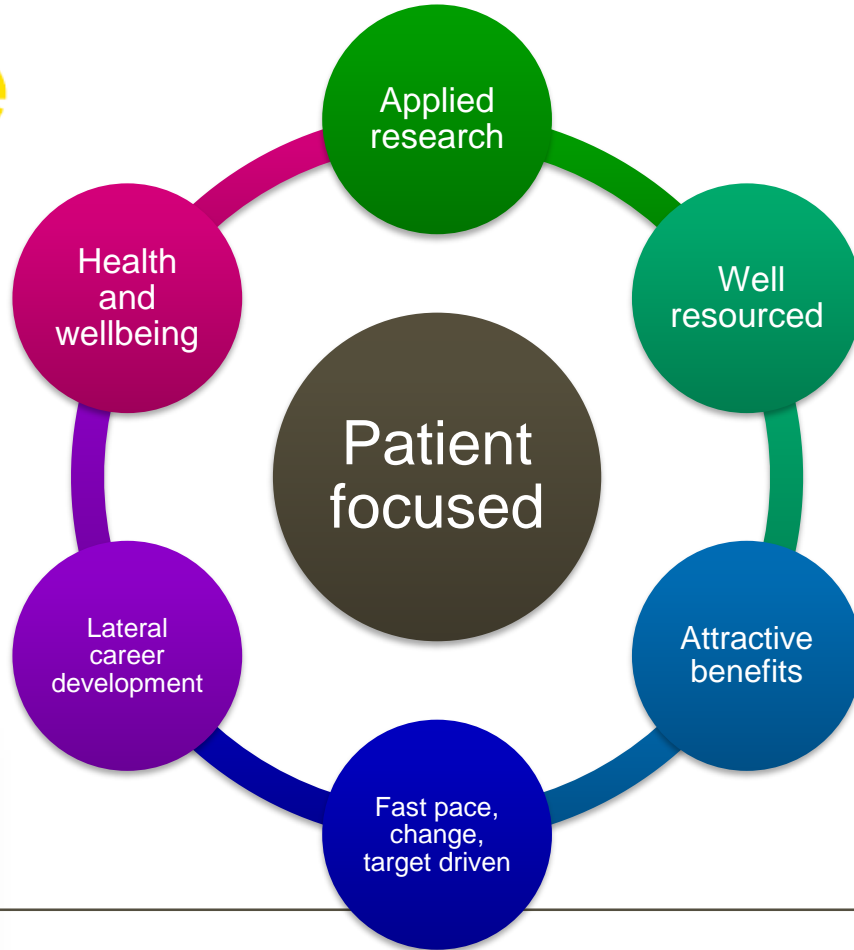 Applied
research
Well
resourced
Attractive
benefits
Fast pace,
change,
target driven
Lateral
career
development
Health
and
wellbeing
Patient
focused